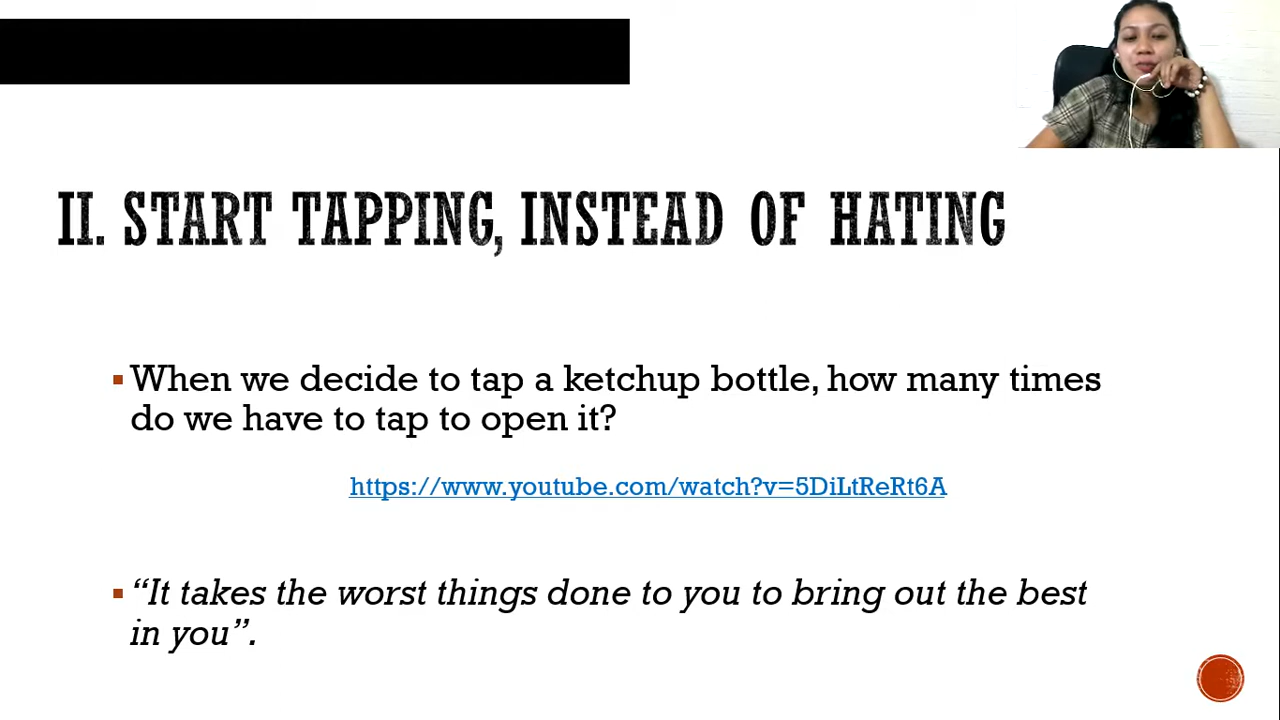 II. START TAPPING, INSTEAD OF HATING
When we decide to tap a ketchup bottle, how many times
do we have to tap to open it?
https://www.youtube.com/watch?v=5DiLtReRt6A
“It takes the worst things done to you to bring out the best
in you”.